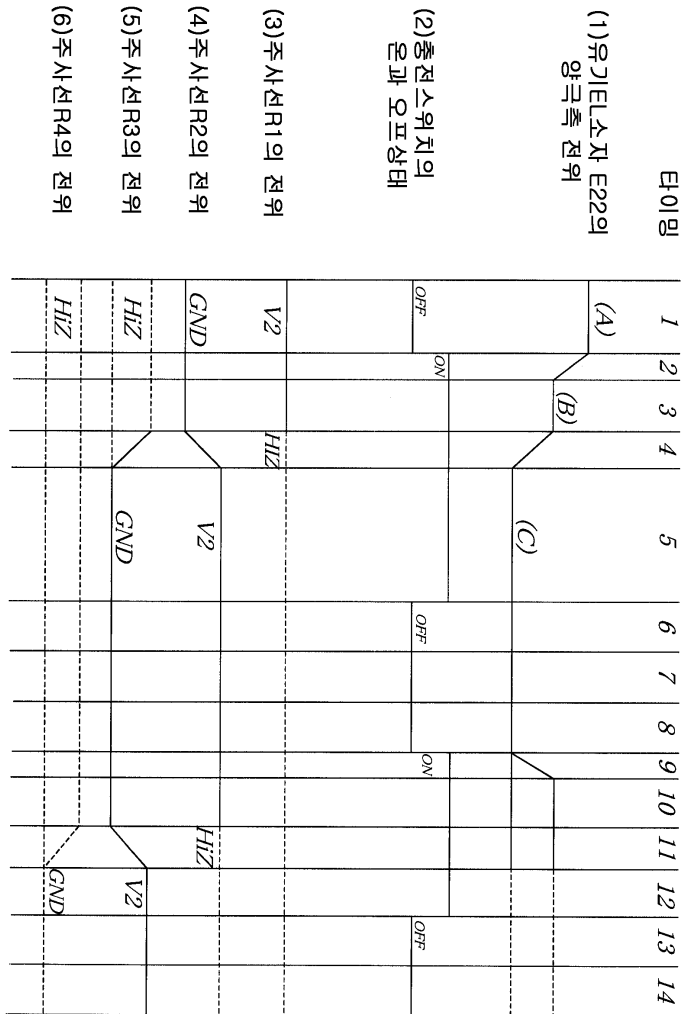 타이밍 1 2 3 4 5 6 7 8 9 10 11 12 13 14
(1)유기EL소자 E22의
양극측 전위
(A) (B) (C)
(2)충전스위치의
온과 오프상태
OFF ON OFF ON OFF
(3)주사선R1의 전위
V2 HIZ
(4)주사선R2의 전위
GND V2 HiZ
(5)주사선R3의 전위
HiZ GND V2
(6)주사선R4의 전위
HiZ GND